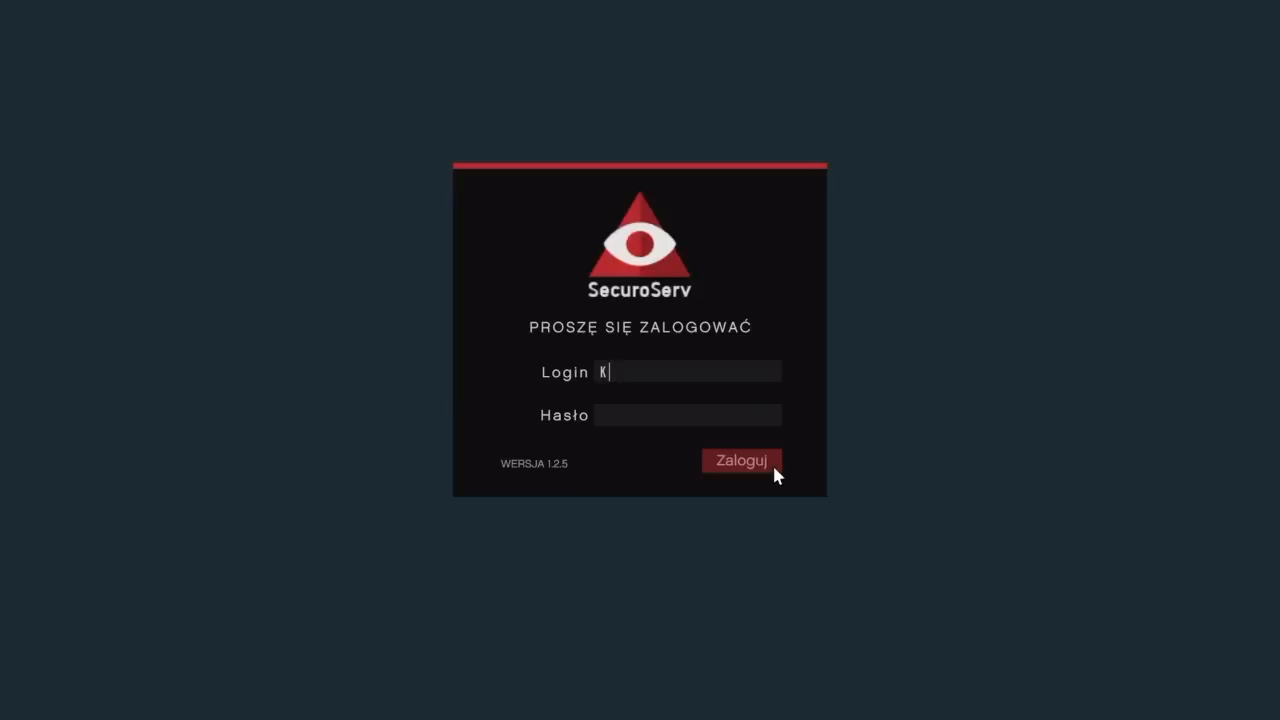 SecuroServ
PROSZĘ SIĘ ZALOGOWAĆ
Login K
Hasło
WERSJA 1.2.5 Zaloguj